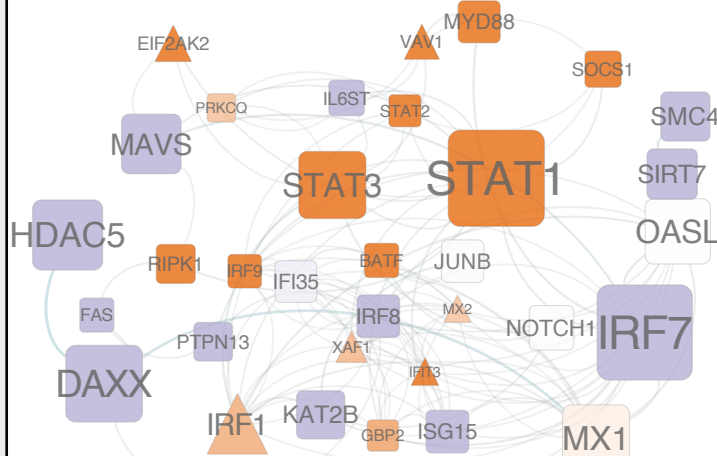 MYD88
EIF2AK2
VAV1
SOCS1
PRKCQ
IL6ST
STAT2
SMC4
MAVS
STAT3
STAT1
SIRT7
HDAC5
OASL
RIPK1
IRF9
IFI35
BATF
JUNB
FAS
PTPN13
IRF8
MX2
NOTCH1
IRF7
XAF1
IFIT3
DAXX
IRF1
KAT2B
GBP2
ISG15
MX1